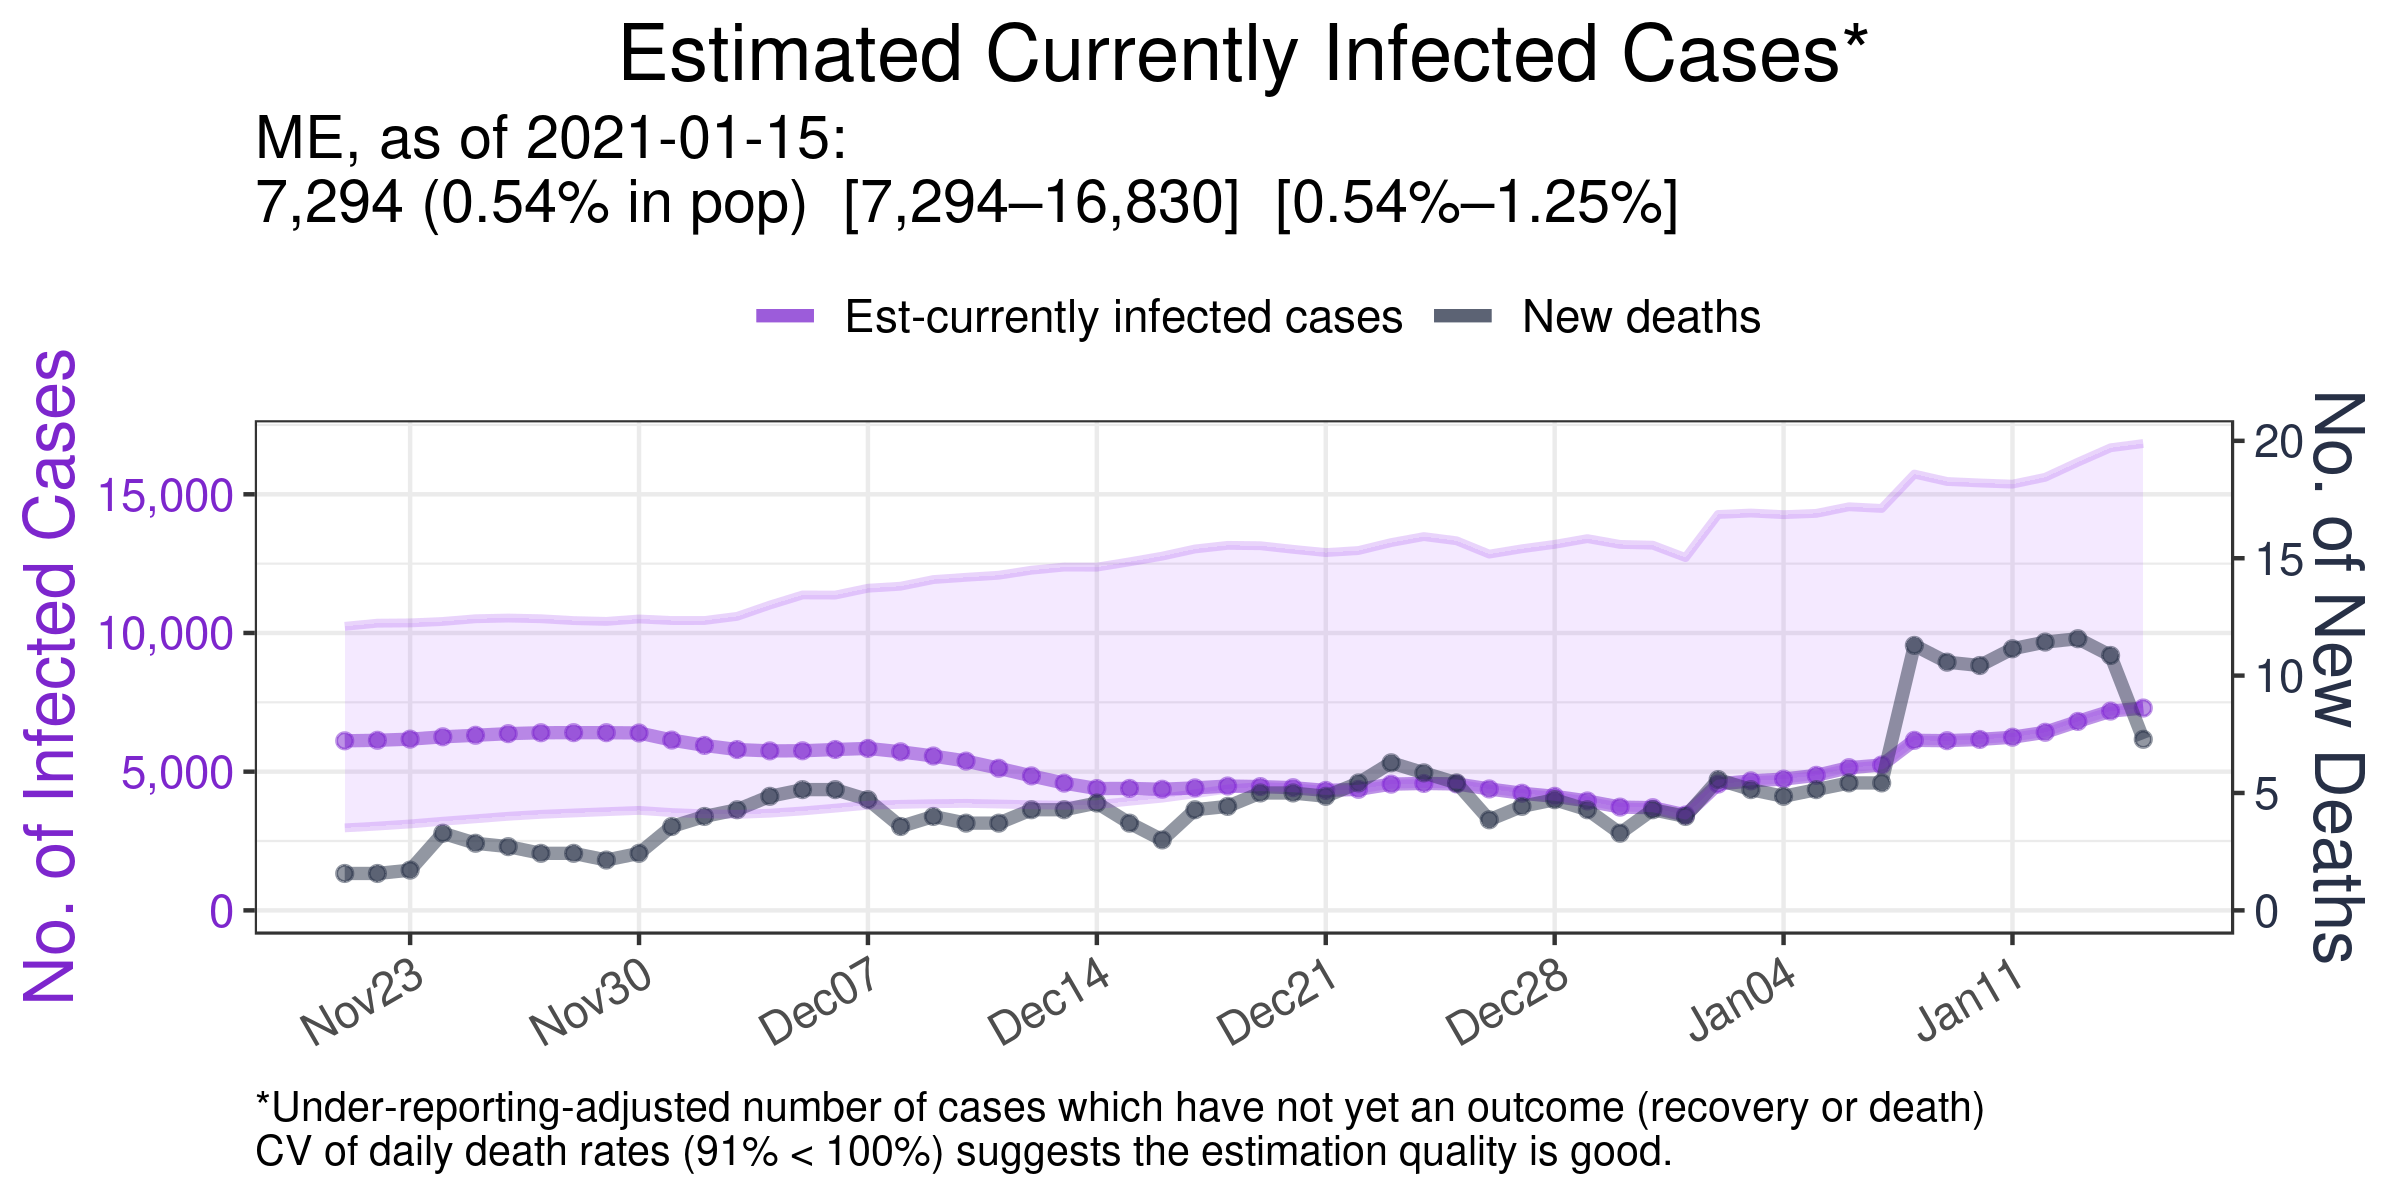 Estimated Currently Infected Cases*
ME, as of 2021-01-15:
7,294 (0.54% in pop)  [7,294–16,830]  [0.54%–1.25%]
Est-currently infected cases
New deaths
No. of Infected Cases
15,000
10,000
5,000
0
20
15
10
5
0
No. of New Deaths
Nov23
Nov30
Dec07
Dec14
Dec21
Dec28
Jan04
Jan11
*Under-reporting-adjusted number of cases which have not yet an outcome (recovery or death)
CV of daily death rates (91% < 100%) suggests the estimation quality is good.